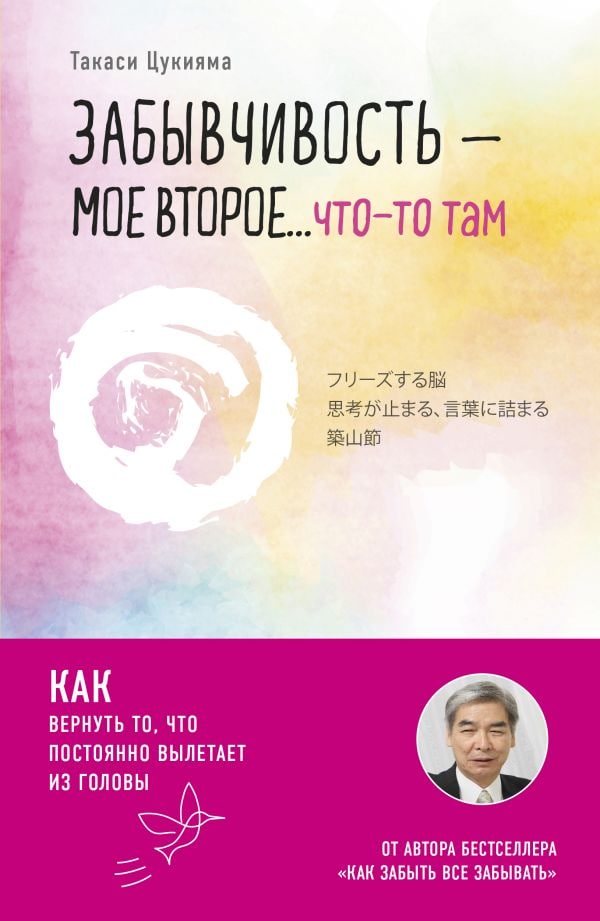 Такаси Цукияма
ЗАБЫВЧИВОСТЬ –
МОЕ ВТОРОЕ...что-то там
フリーズする脳
思考が止まる、言葉に詰まる
築山節
КАК
ВЕРНУТЬ ТО, ЧТО
ПОСТОЯННО ВЫЛЕТАЕТ
ИЗ ГОЛОВЫ
ОТ АВТОРА БЕСТСЕЛЛЕРА
«КАК ЗАБЫТЬ ВСЕ ЗАБЫВАТЬ»